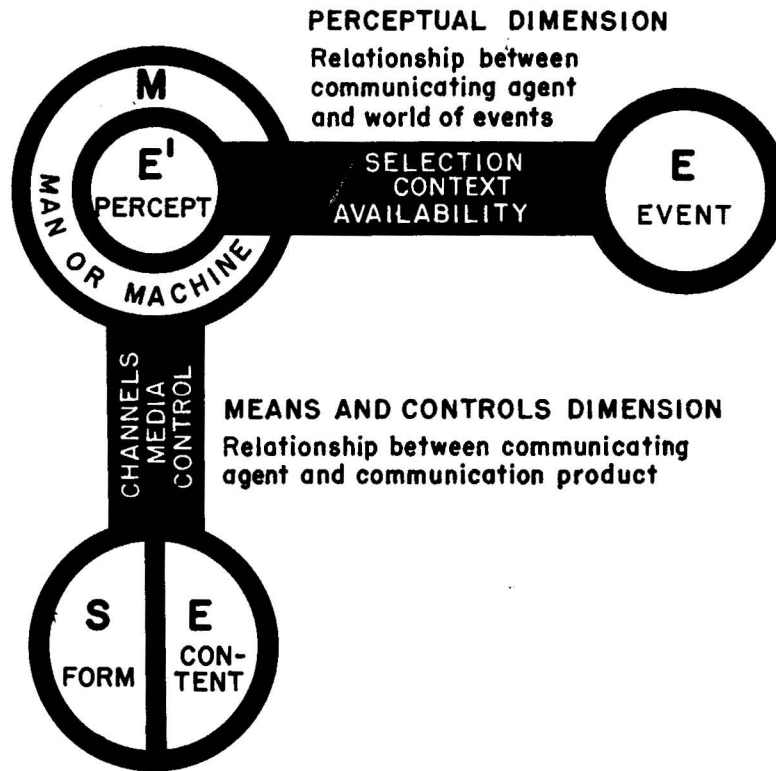 PERCEPTUAL DIMENSION
Relationship between
communicating agent
and world of events
M
E'
PERCEPT
MAN OR MACHINE
SELECTION
CONTEXT
AVAILABILITY
E
EVENT
CHANNELS
MEDIA
CONTROL
MEANS AND CONTROLS DIMENSION
Relationship between communicating
agent and communication product
S
FORM
E
CON-
TENT